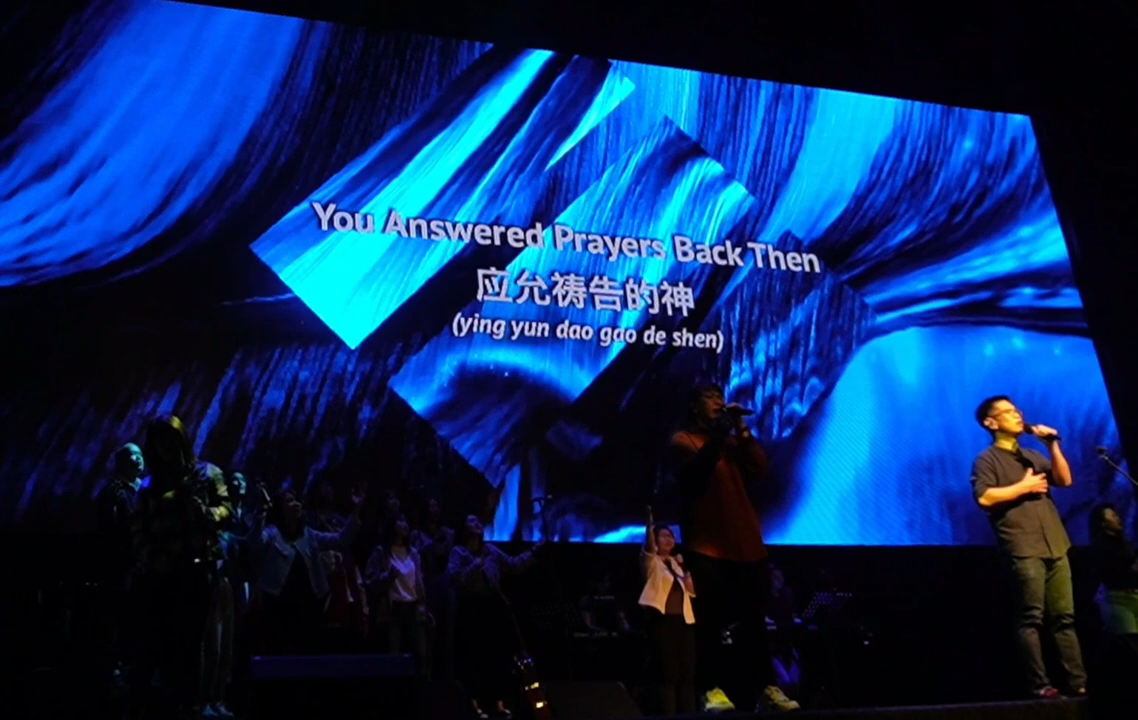 You Answered Prayers Back Then
应允祷告的神
(ying yun dao gao de shen)